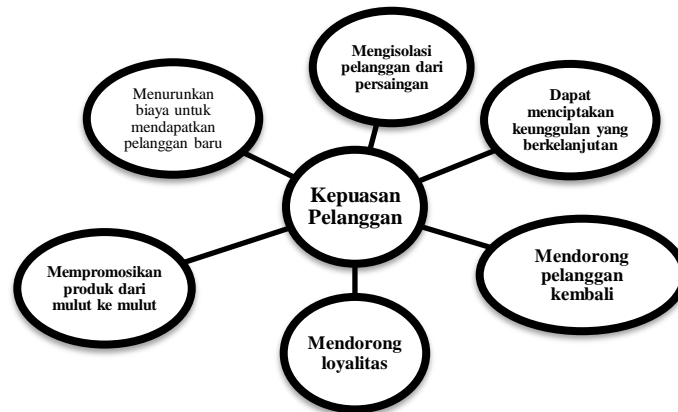 Mengisolasi
pelanggan dari
persaingan
Menurunkan
biaya untuk
mendapatkan
pelanggan baru
Dapat
menciptakan
keunggulan yang
berkelanjutan
Kepuasan
Pelanggan
Mempromosikan
produk dari
mulut ke mulut
Mendorong
pelanggan
kembali
Mendorong
loyalitas